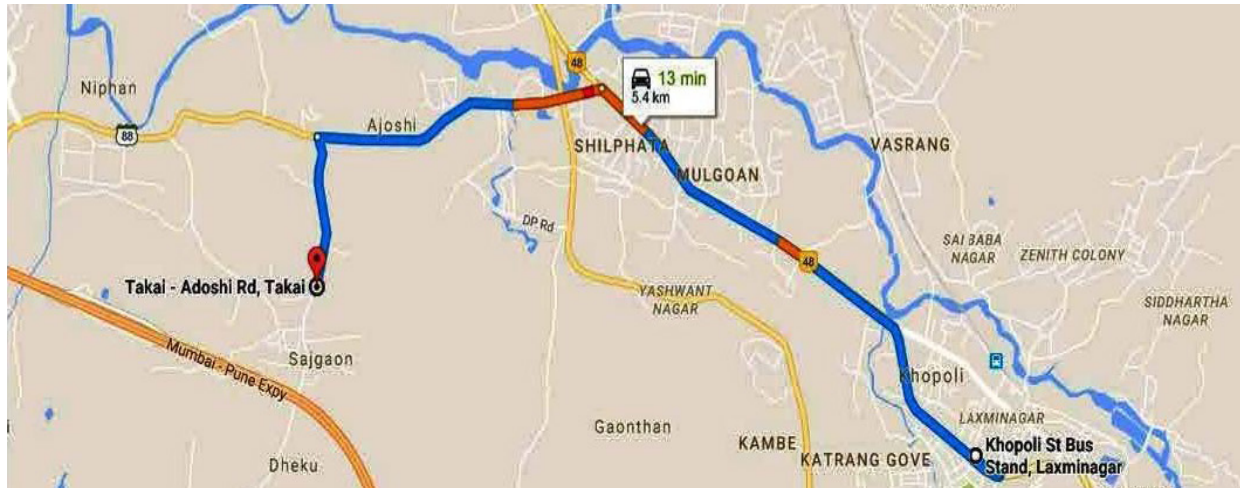 48
13 min
5.4 km
Niphan
88
Ajoshi
SHILPHATA
VASRANG
MULGOAN
DP Rd
SAI BABA
NAGAR
ZENITH COLONY
48
Takai - Adoshi Rd, Takai
YASHWANT
NAGAR
SIDDHARTHA
NAGAR
Mumbai - Pune Expy
Sajgaon
Khopoli
LAXMINAGAR
Gaonthan
KAMBE
KATRANG GOVE
Khopoli St Bus
Stand, Laxminagar
Dheku